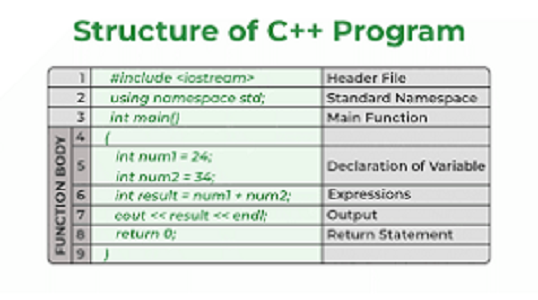 Structure of C++ Program
1 #include <iostream> Header File
2 using namespace std; Standard Namespace
3 int main() Main Function
FUNCTION BODY
4 {
5 int num1 = 24; Declaration of Variable
int num2 = 34;
6 int result = num1 + num2; Expressions
7 cout << result << endl; Output
8 return 0; Return Statement
9 }